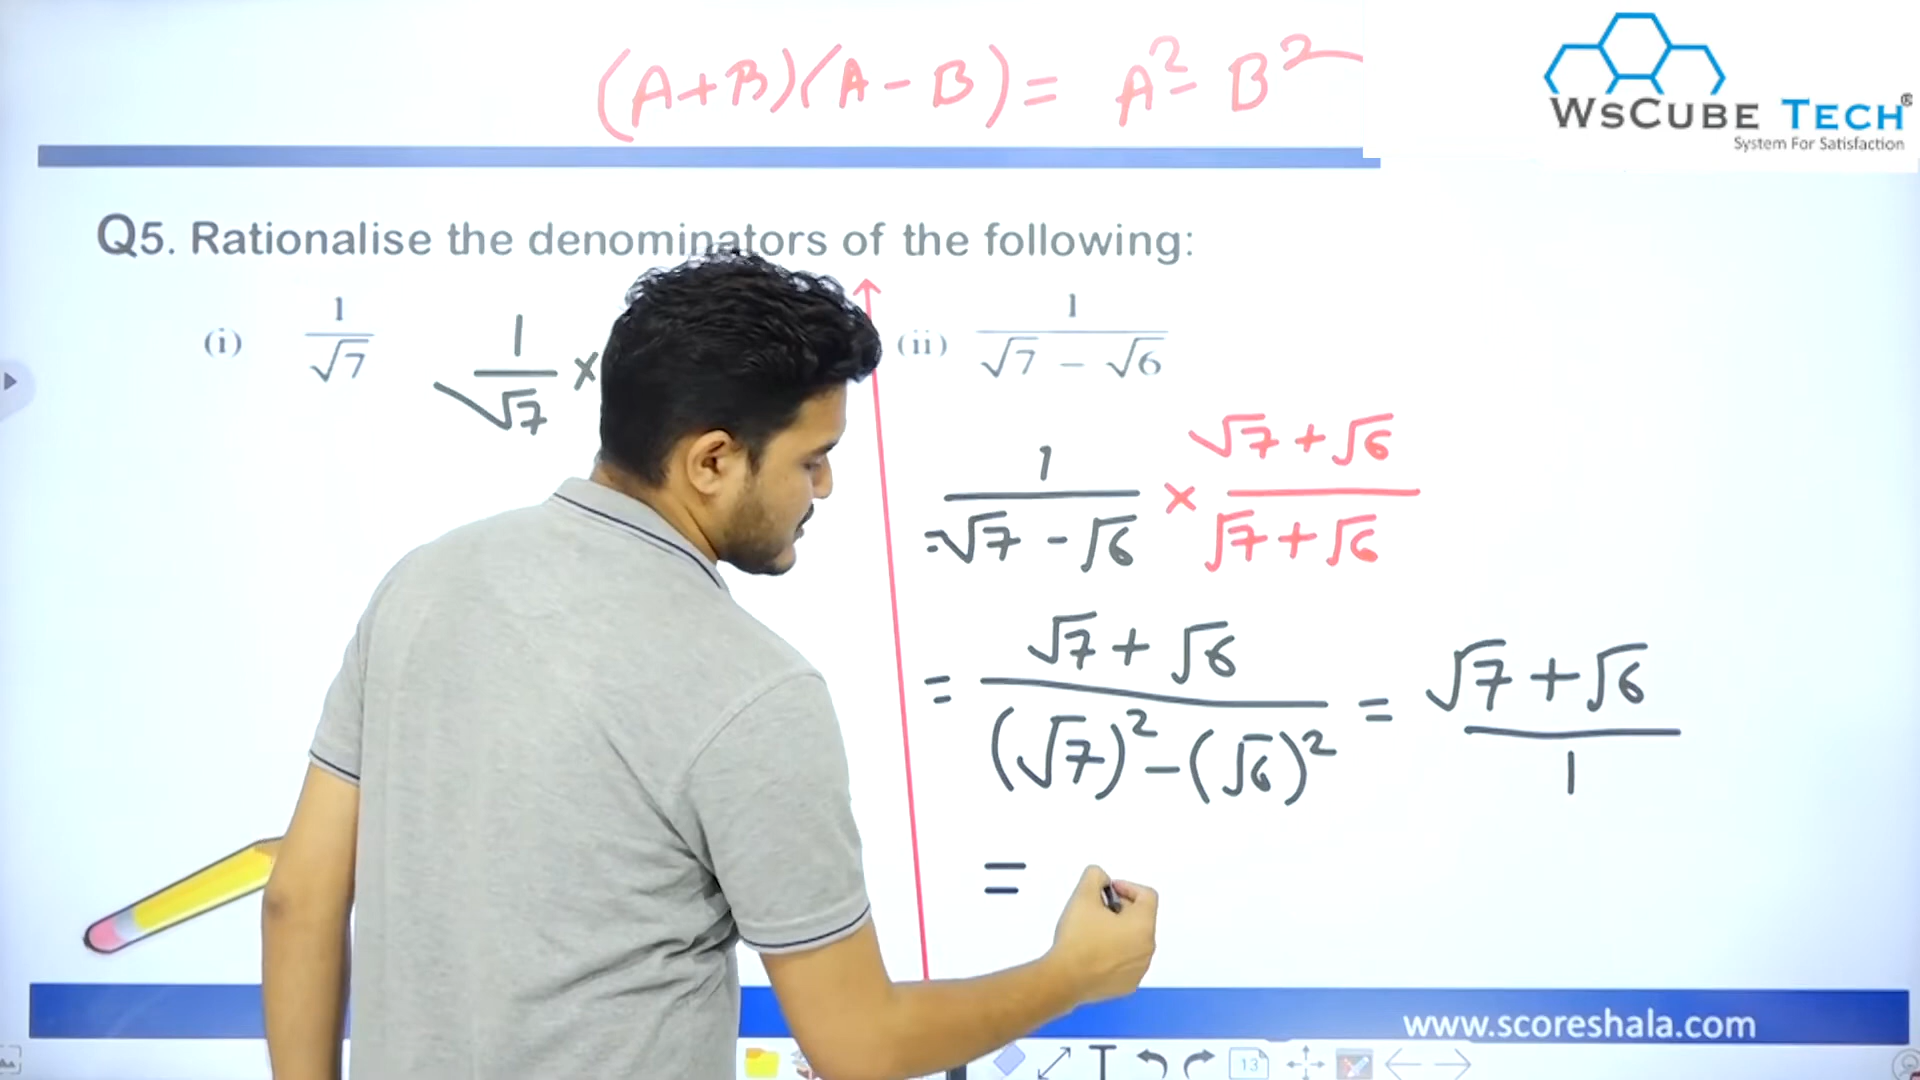 (A+B)(A-B) = A² - B²
WsCUBE TECH®
System For Satisfaction
Q5. Rationalise the denominators of the following:
(i) 1/√7
1/√7 ×
(ii) 1/(√7 - √6)
= 1/(√7 - √6) × (√7 + √6)/(√7 + √6)
= (√7 + √6)/((√7)² - (√6)²) = (√7 + √6)/1
=
www.scoreshala.com
13